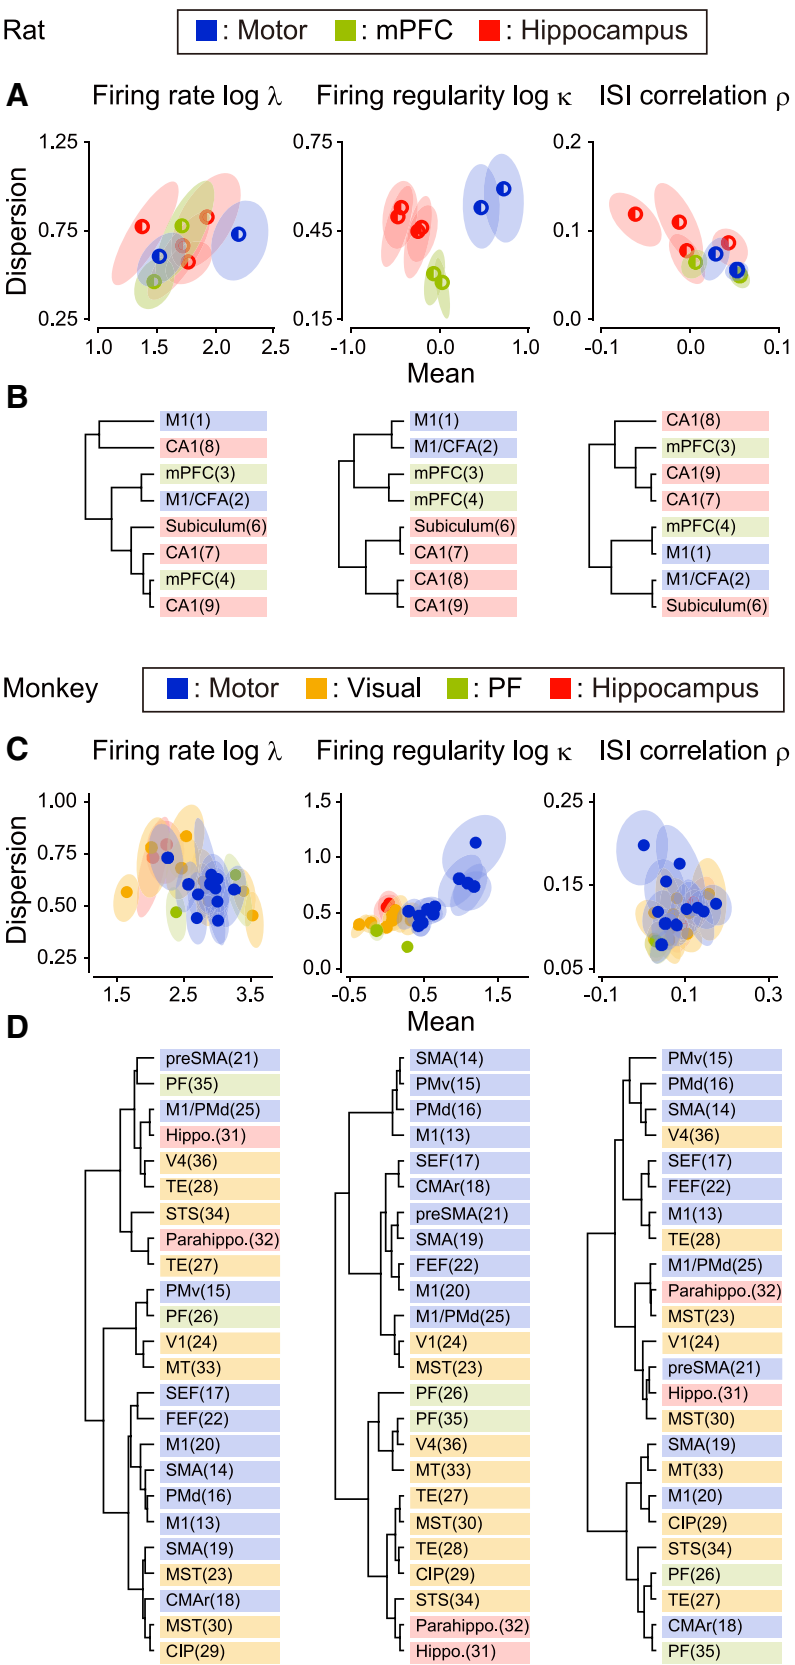 Rat
: Motor : mPFC : Hippocampus
A
Firing rate log λ Firing regularity log κ ISI correlation ρ
Dispersion
1.25 0.75 0.2
0.75 0.45 0.1
0.25 0.15 0.0
1.0 1.5 2.0 2.5 -1.0 0.0 1.0 -0.1 0.0 0.1
Mean
B
M1(1) M1(1) CA1(8)
CA1(8) M1/CFA(2) mPFC(3)
mPFC(3) mPFC(3) CA1(9)
M1/CFA(2) mPFC(4) CA1(7)
Subiculum(6) Subiculum(6) mPFC(4)
CA1(7) CA1(7) M1(1)
mPFC(4) CA1(8) M1/CFA(2)
CA1(9) CA1(9) Subiculum(6)
Monkey
: Motor : Visual : PF : Hippocampus
C
Firing rate log λ Firing regularity log κ ISI correlation ρ
Dispersion
1.00 1.5 0.25
0.75 1.0
0.50 0.5 0.15
0.25 0.0 0.05
1.5 2.5 3.5 -0.5 0.5 1.5 -0.1 0.1 0.3
Mean
D
preSMA(21) SMA(14) PMv(15)
PF(35) PMv(15) PMd(16)
M1/PMd(25) PMd(16) SMA(14)
Hippo.(31) M1(13) V4(36)
V4(36) SEF(17) SEF(17)
TE(28) CMAr(18) FEF(22)
STS(34) preSMA(21) M1(13)
Parahippo.(32) SMA(19) TE(28)
TE(27) FEF(22) M1/PMd(25)
PMv(15) M1(20) Parahippo.(32)
PF(26) M1/PMd(25) MST(23)
V1(24) V1(24) V1(24)
MT(33) MST(23) preSMA(21)
SEF(17) PF(26) Hippo.(31)
FEF(22) PF(35) MST(30)
M1(20) V4(36) SMA(19)
SMA(14) MT(33) MT(33)
PMd(16) TE(27) M1(20)
M1(13) MST(30) CIP(29)
SMA(19) TE(28) STS(34)
MST(23) CIP(29) PF(26)
CMAr(18) STS(34) TE(27)
MST(30) Parahippo.(32) CMAr(18)
CIP(29) Hippo.(31) PF(35)